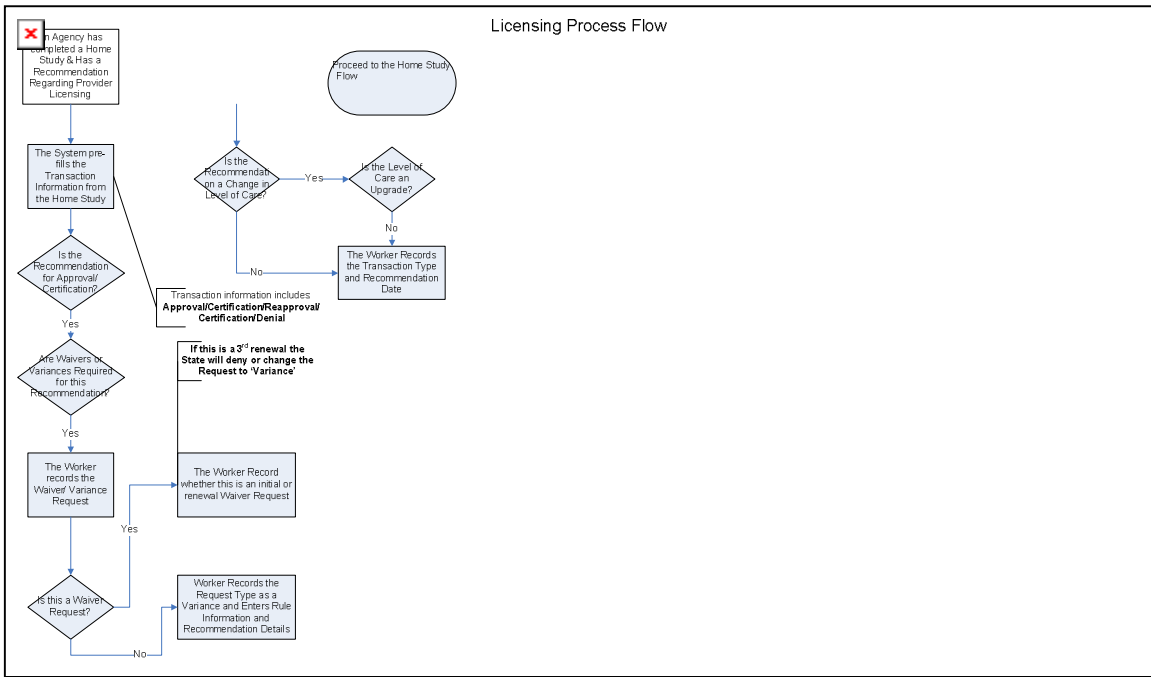 Licensing Process Flow
n Agency has
completed a Home
Study & Has a
Recommendation
Regarding Provider
Licensing
The System pre-
fills the
Transaction
Information from
the Home Study
Is the
Recommendation
for Approval/
Certification?
Yes
Are Waivers or
Variances Required
for this
Recommendation?
Yes
The Worker
records the
Waiver/ Variance
Request
Is this a Waiver
Request?
Yes
No
Proceed to the Home Study
Flow
Is the
Recommendati
on a Change in
Level of Care?
Yes
Is the Level of
Care an
Upgrade?
No
No
The Worker Records
the Transaction Type
and Recommendation
Date
Transaction information includes
Approval/Certification/Reapproval/
Certification/Denial
If this is a 3rd renewal the
State will deny or change the
Request to ‘Variance’
The Worker Record
whether this is an initial or
renewal Waiver Request
Worker Records the
Request Type as a
Variance and Enters Rule
Information and
Recommendation Details